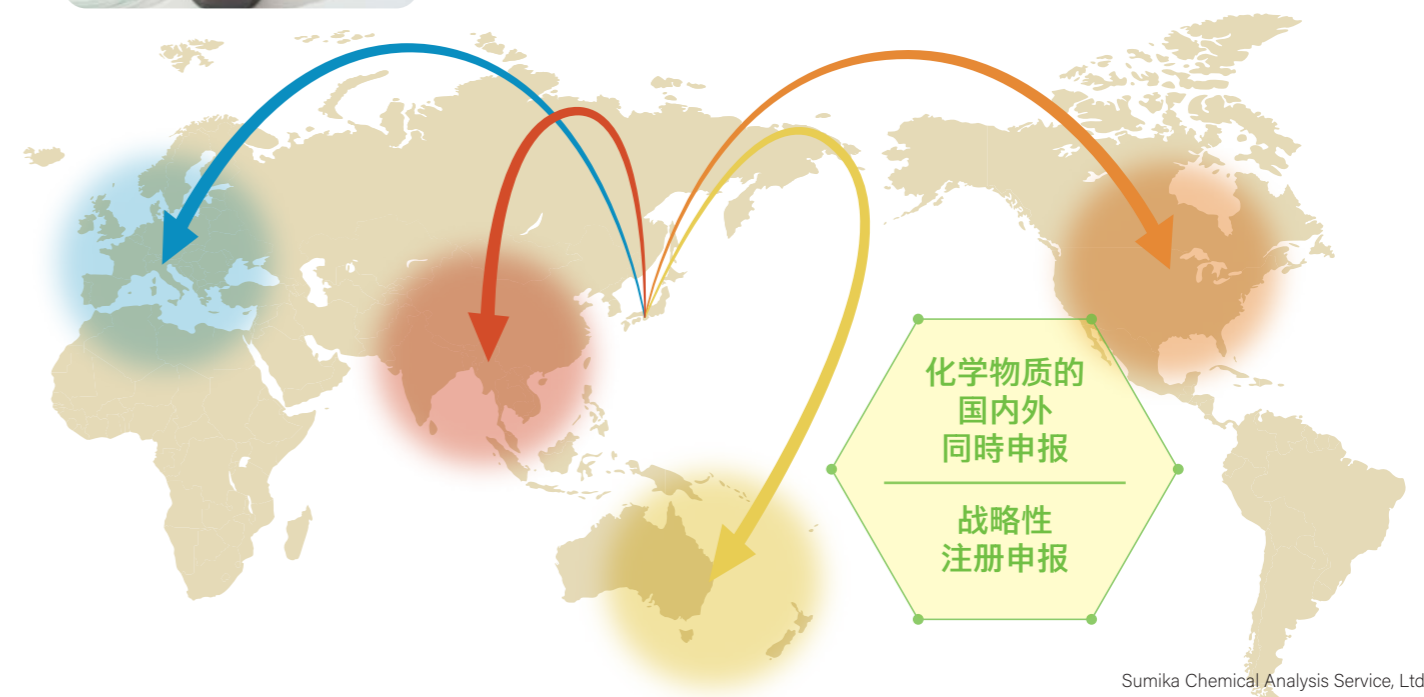 化学物质的
国内外
同時申报
战略性
注册申报
Sumika Chemical Analysis Service, Ltd